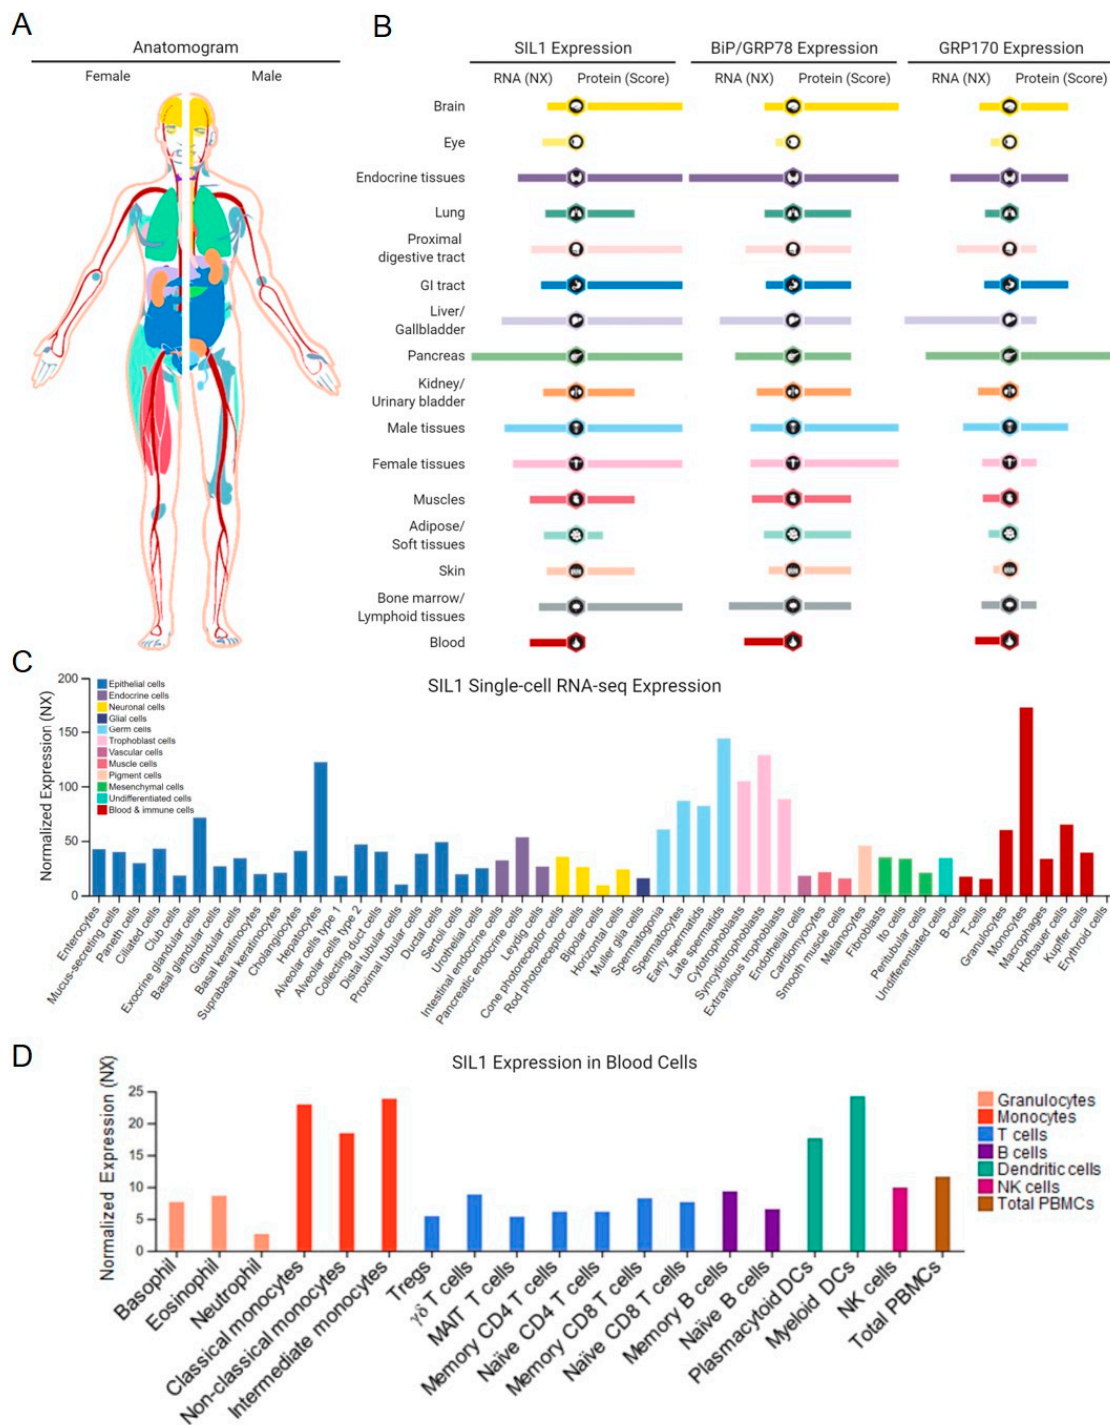 A
Anatomogram
Female
Male
B
SIL1 Expression
BiP/GRP78 Expression
GRP170 Expression
RNA (NX)
Protein (Score)
RNA (NX)
Protein (Score)
RNA (NX)
Protein (Score)
Brain
Eye
Endocrine tissues
Lung
Proximal
digestive tract
GI tract
Liver/
Gallbladder
Pancreas
Kidney/
Urinary bladder
Male tissues
Female tissues
Muscles
Adipose/
Soft tissues
Skin
Bone marrow/
Lymphoid tissues
Blood
C
SIL1 Single-cell RNA-seq Expression
Normalized Expression (NX)
200
150
100
50
0
Epithelial cells
Endocrine cells
Neuronal cells
Glial cells
Germ cells
Trophoblast cells
Vascular cells
Muscle cells
Pigment cells
Mesenchymal cells
Undifferentiated cells
Blood & immune cells
Enterocytes
Mucus-secreting cells
Paneth cells
Ciliated cells
Club cells
Exocrine glandular cells
Basal glandular cells
Glandular cells
Basal keratinocytes
Suprabasal keratinocytes
Cholangocytes
Hepatocytes
Alveolar cells type 1
Alveolar cells type 2
Collecting duct cells
Distal tubular cells
Proximal tubular cells
Ductal cells
Sertoli cells
Urothelial cells
Intestinal endocrine cells
Pancreatic endocrine cells
Leydig cells
Cone photoreceptor cells
Rod photoreceptor cells
Bipolar cells
Horizontal cells
Muller glia cells
Spermatogonia
Spermatocytes
Early spermatids
Late spermatids
Cytotrophoblasts
Syncytiotrophoblasts
Extravillous trophoblasts
Endothelial cells
Cardiomyocytes
Smooth muscle cells
Melanocytes
Fibroblasts
Ito cells
Peritubular cells
Undifferentiated cells
B-cells
T-cells
Granulocytes
Monocytes
Macrophages
Hofbauer cells
Kupffer cells
Erythroid cells
D
SIL1 Expression in Blood Cells
Normalized Expression (NX)
25
20
15
10
5
0
Granulocytes
Monocytes
T cells
B cells
Dendritic cells
NK cells
Total PBMCs
Basophil
Eosinophil
Neutrophil
Classical monocytes
Non-classical monocytes
Intermediate monocytes
Tregs
γδ T cells
MAIT T cells
Memory CD4 T cells
Naïve CD4 T cells
Memory CD8 T cells
Naïve CD8 T cells
Memory B cells
Naïve B cells
Plasmacytoid DCs
Myeloid DCs
NK cells
Total PBMCs